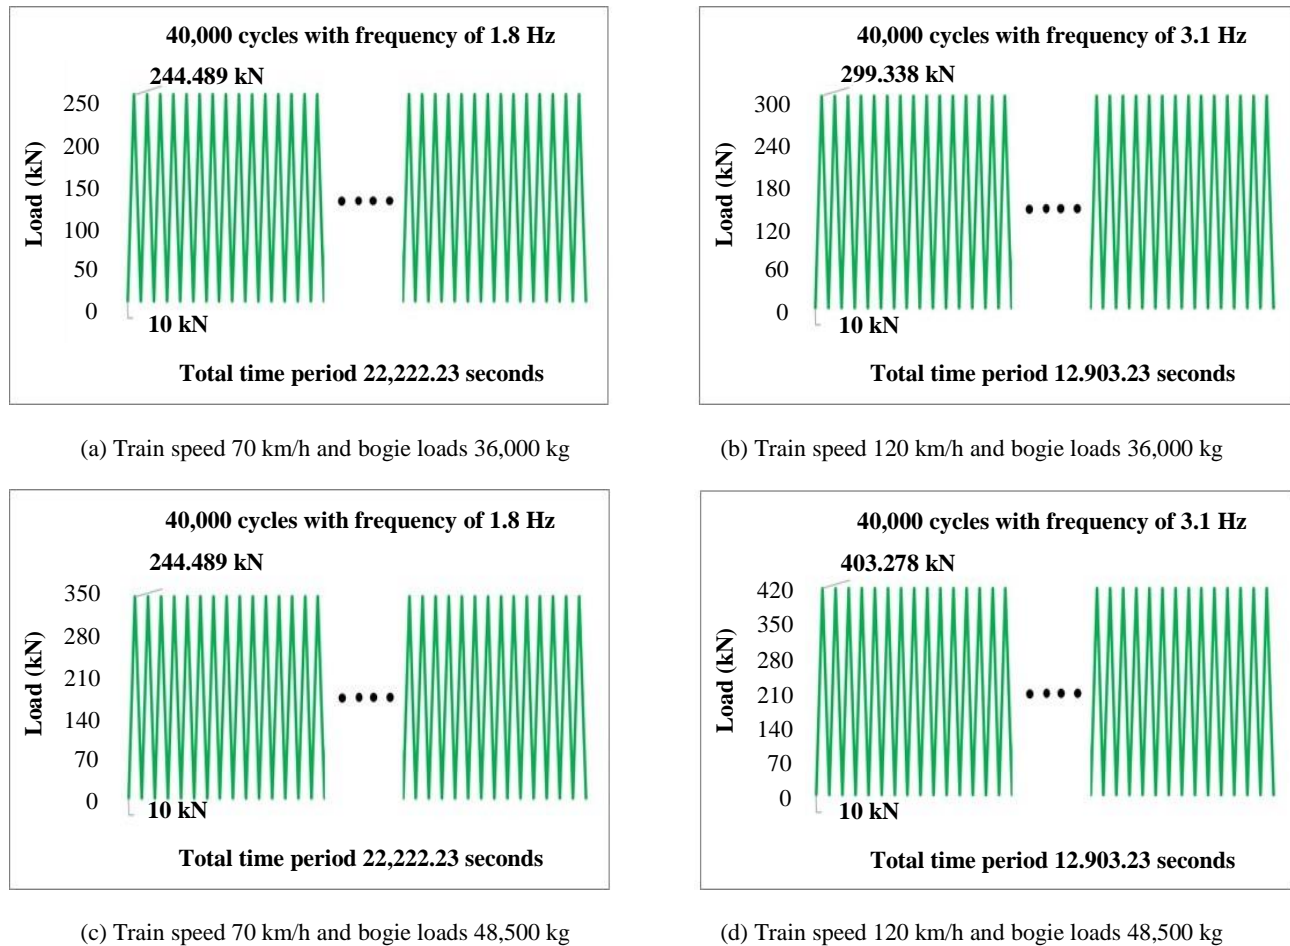 40,000 cycles with frequency of 1.8 Hz
244.489 kN
Load (kN)
250
200
150
100
50
0
10 kN
Total time period 22,222.23 seconds
(a) Train speed 70 km/h and bogie loads 36,000 kg
40,000 cycles with frequency of 3.1 Hz
299.338 kN
Load (kN)
300
240
180
120
60
0
10 kN
Total time period 12.903.23 seconds
(b) Train speed 120 km/h and bogie loads 36,000 kg
40,000 cycles with frequency of 1.8 Hz
244.489 kN
Load (kN)
350
280
210
140
70
0
10 kN
Total time period 22,222.23 seconds
(c) Train speed 70 km/h and bogie loads 48,500 kg
40,000 cycles with frequency of 3.1 Hz
403.278 kN
Load (kN)
420
350
280
210
140
70
0
10 kN
Total time period 12.903.23 seconds
(d) Train speed 120 km/h and bogie loads 48,500 kg